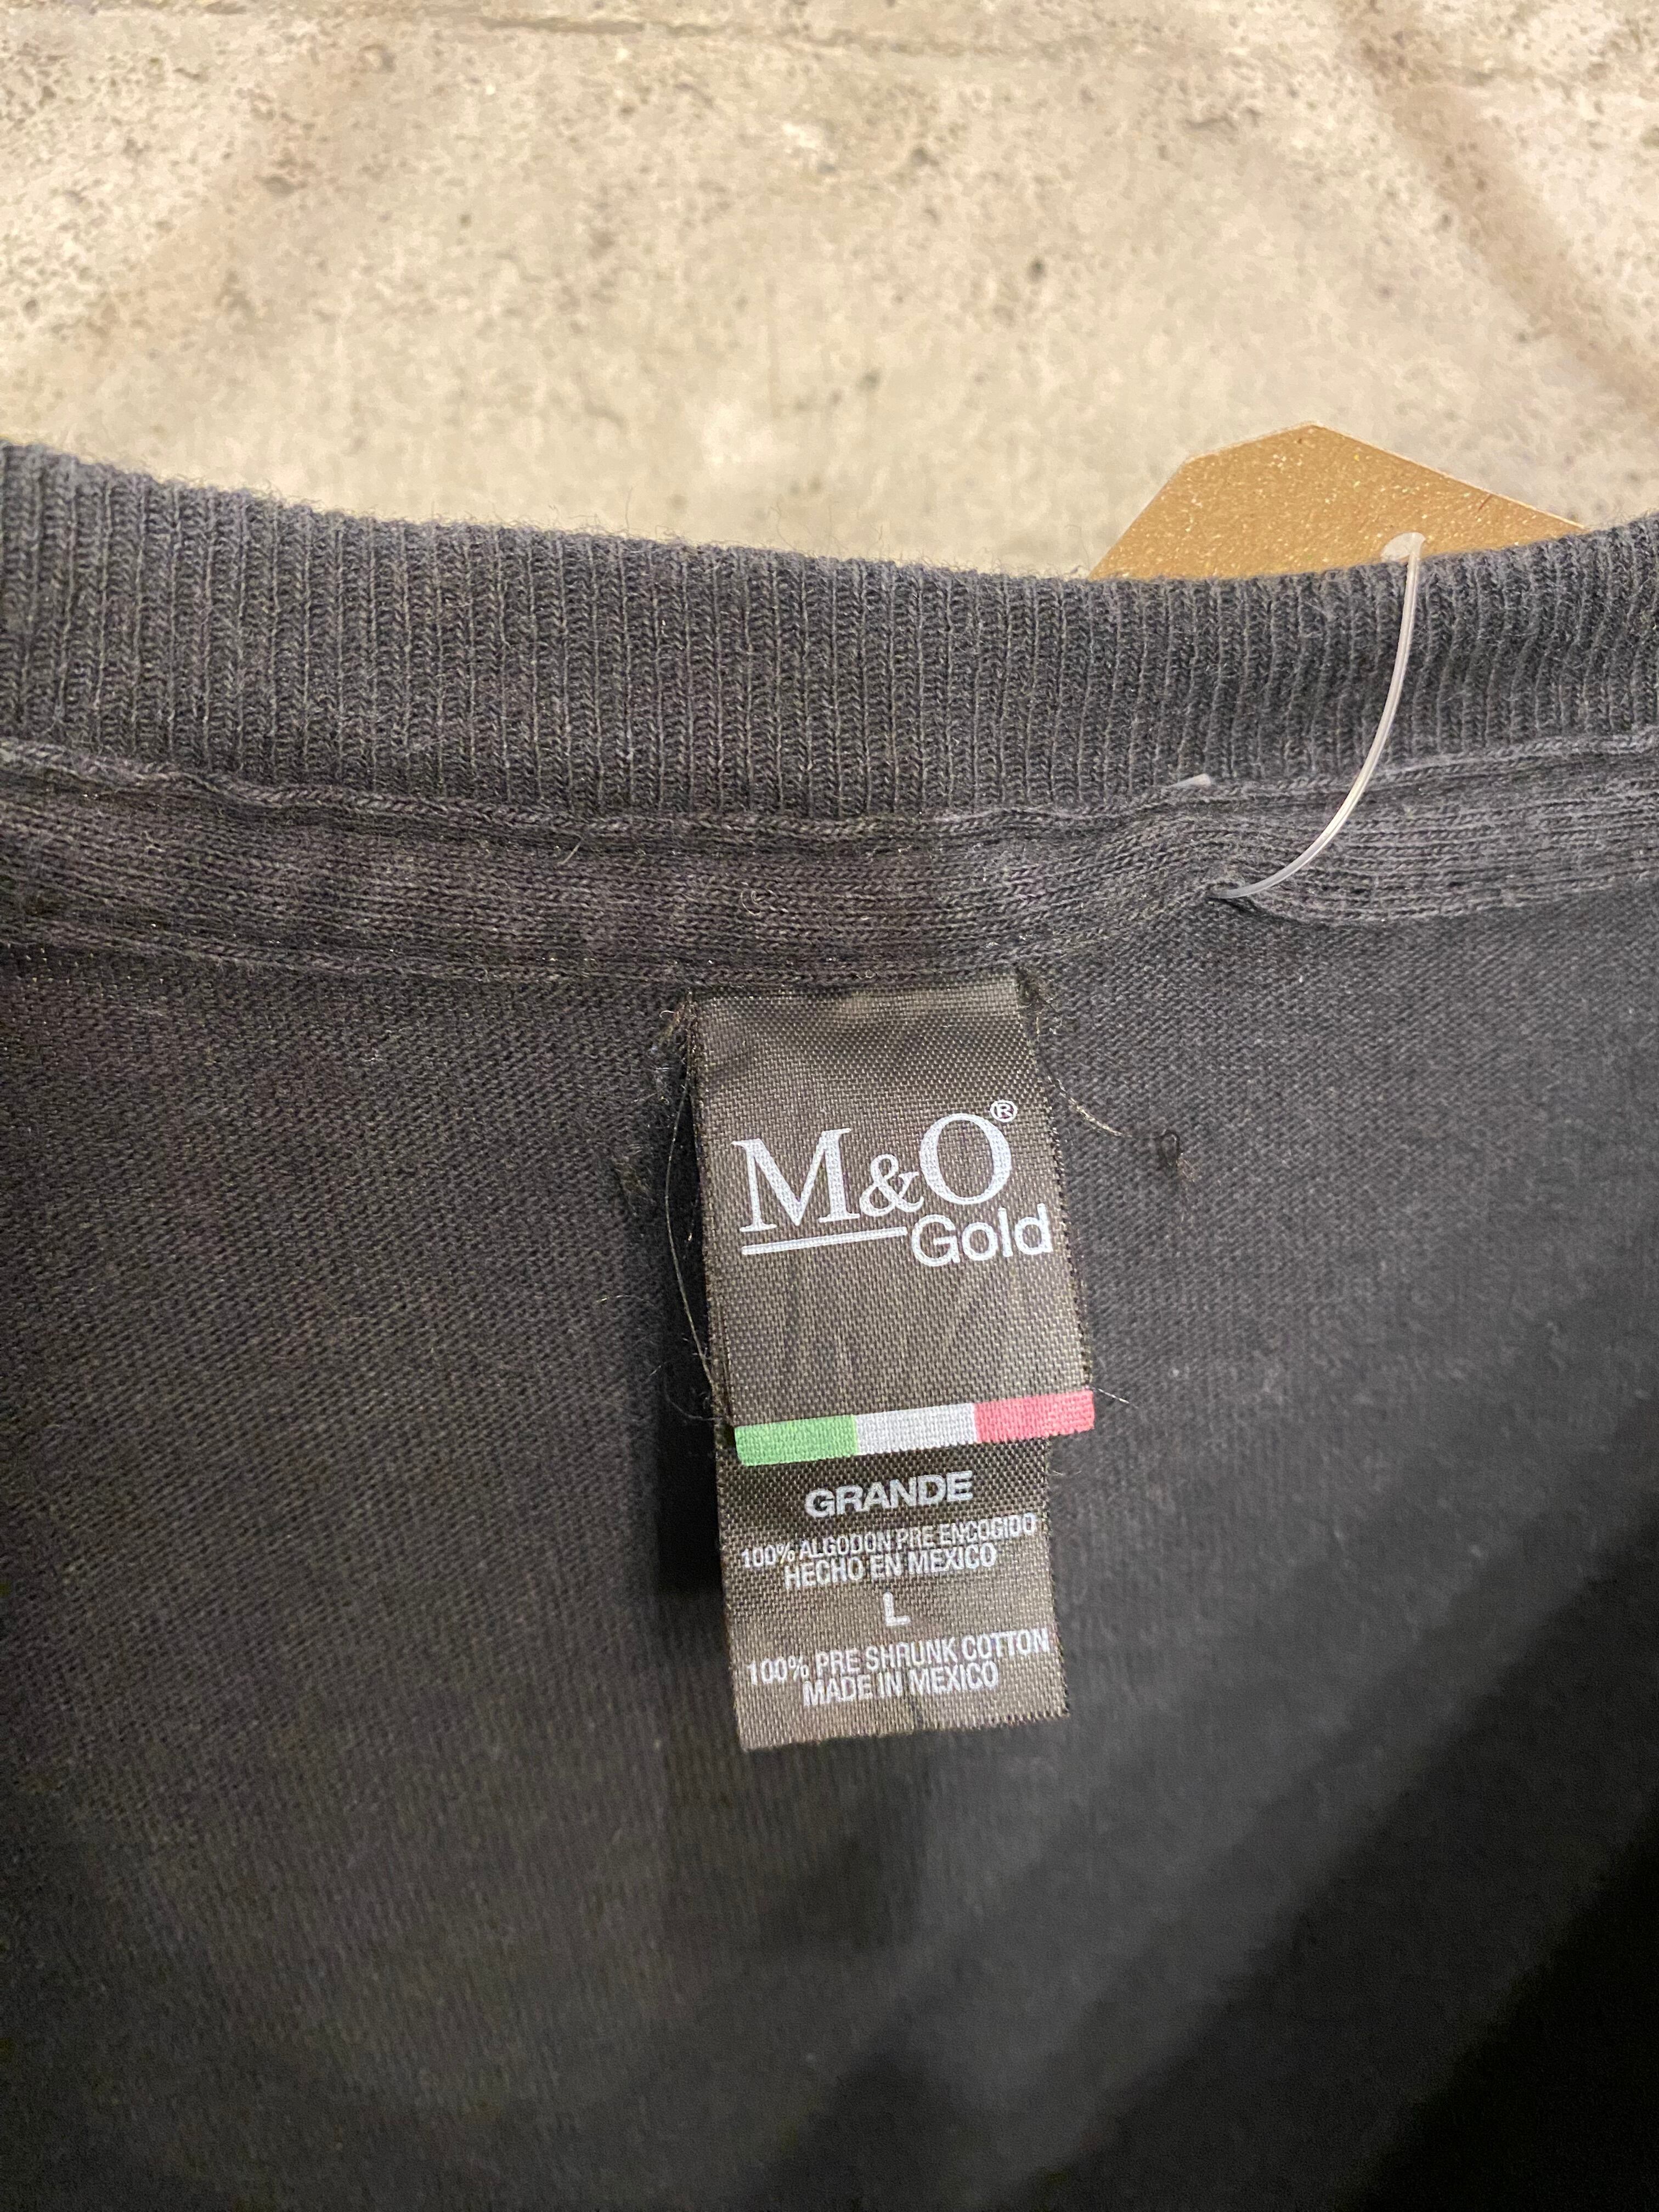 M&O®
Gold
GRANDE
100% ALGODON PRE ENCOGIDO
HECHO EN MEXICO
L
100% PRE SHRUNK COTTON
MADE IN MEXICO